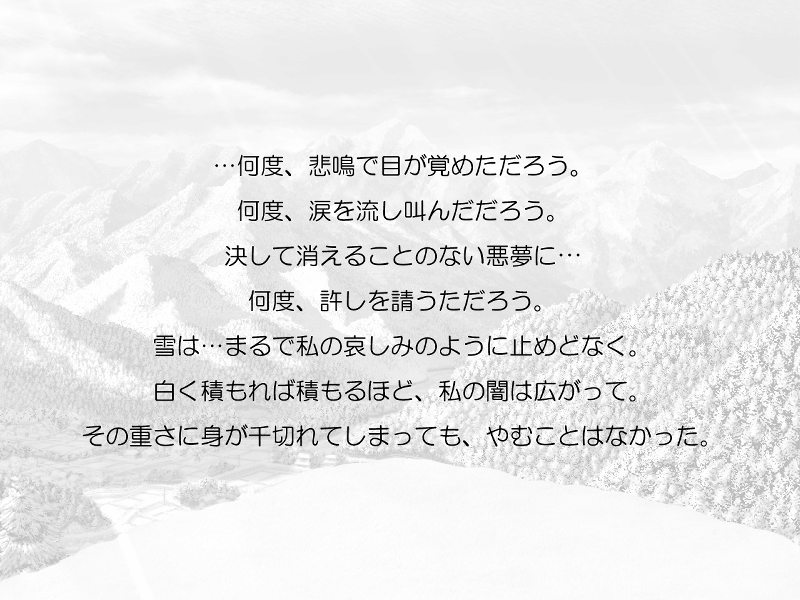 …何度、悲鳴で目が覚めただろう。
何度、涙を流し叫んだだろう。
決して消えることのない悪夢に…
何度、許しを請うただろう。
雪は…まるで私の哀しみのように止めどなく。
白く積もれば積もるほど、私の闇は広がって。
その重さに身が千切れてしまっても、やむことはなかった。